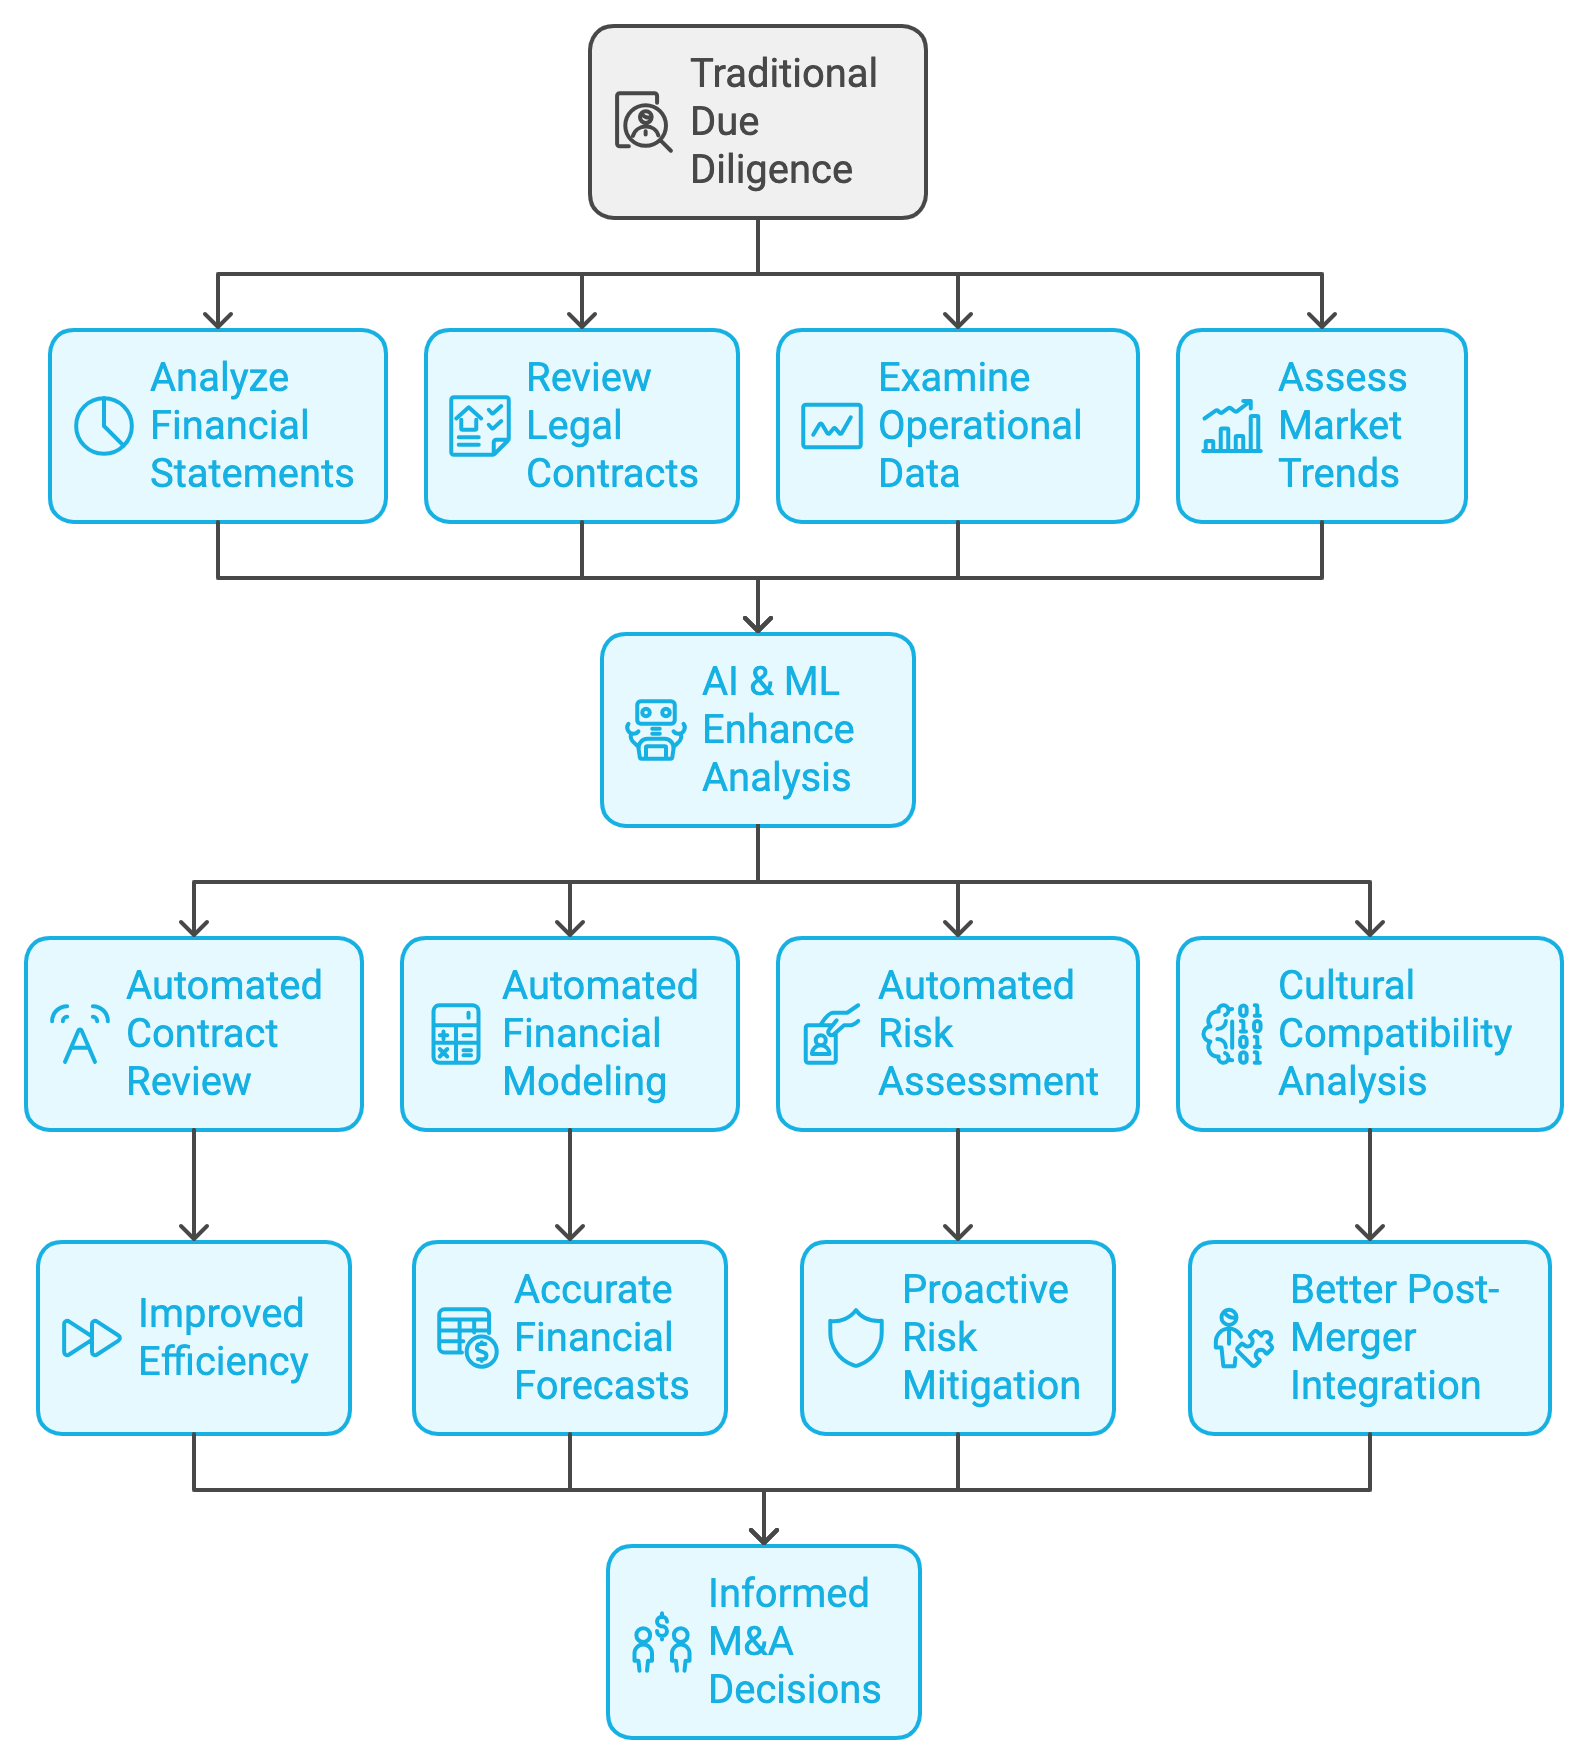 Traditional
Due
Diligence
Analyze
Financial
Statements
Review
Legal
Contracts
Examine
Operational
Data
Assess
Market
Trends
AI & ML
Enhance
Analysis
Automated
Contract
Review
Automated
Financial
Modeling
Automated
Risk
Assessment
Cultural
Compatibility
Analysis
Improved
Efficiency
Accurate
Financial
Forecasts
Proactive
Risk
Mitigation
Better Post-
Merger
Integration
Informed
M&A
Decisions